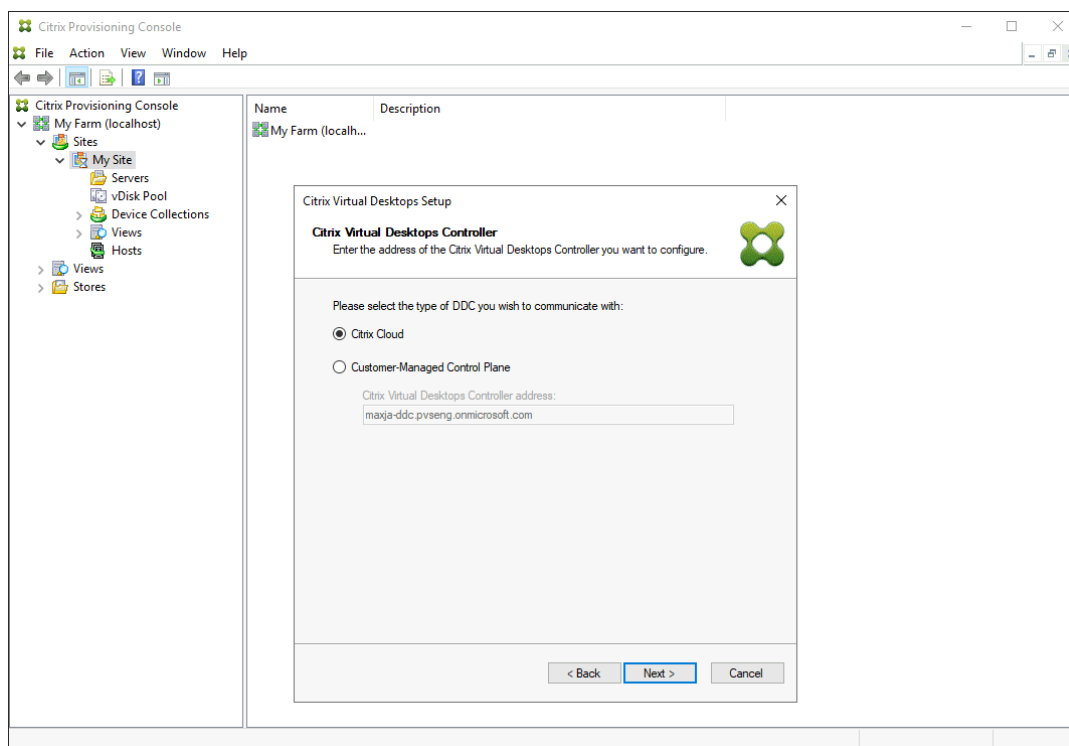 Citrix Provisioning Console
File Action View Window Help
Citrix Provisioning Console
My Farm (localhost)
Sites
My Site
Servers
vDisk Pool
Device Collections
Views
Hosts
Views
Stores
Name Description
My Farm (localh...
Citrix Virtual Desktops Setup
Citrix Virtual Desktops Controller
Enter the address of the Citrix Virtual Desktops Controller you want to configure.
Please select the type of DDC you wish to communicate with:
Citrix Cloud
Customer-Managed Control Plane
Citrix Virtual Desktops Controller address:
maxja-ddc.pvseng.onmicrosoft.com
< Back Next > Cancel